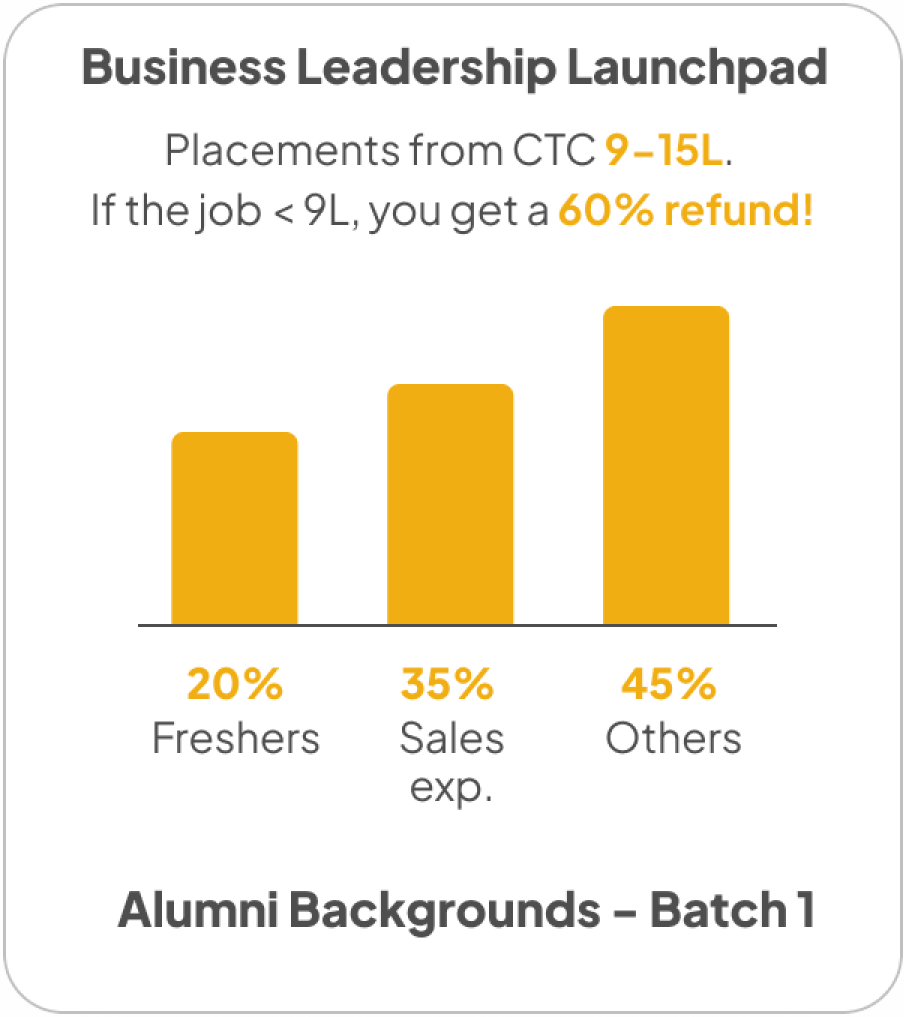 Business Leadership Launchpad
Placements from CTC 9–15L.
If the job < 9L, you get a 60% refund!
20% 35% 45%
Freshers Sales Others
exp.
Alumni Backgrounds – Batch 1